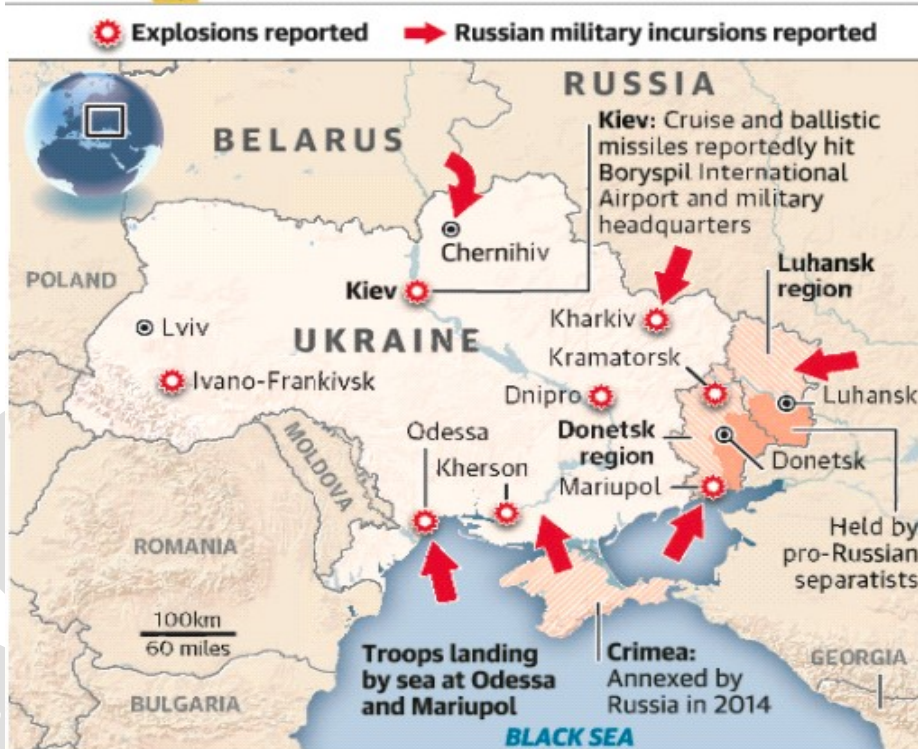 Explosions reported
Russian military incursions reported
RUSSIA
BELARUS
Kiev: Cruise and ballistic
missiles reportedly hit
Boryspil International
Airport and military
headquarters
Chernihiv
POLAND
Kiev
Luhansk
region
Lviv
UKRAINE
Kharkiv
Kramatorsk
Ivano-Frankivsk
Dnipro
Luhansk
MOLDOVA
Odessa
Donetsk
region
Kherson
Donetsk
Mariupol
ROMANIA
Held by
pro-Russian
separatists
100km
60 miles
Troops landing
by sea at Odessa
and Mariupol
Crimea:
Annexed by
Russia in 2014
GEORGIA
BULGARIA
BLACK SEA